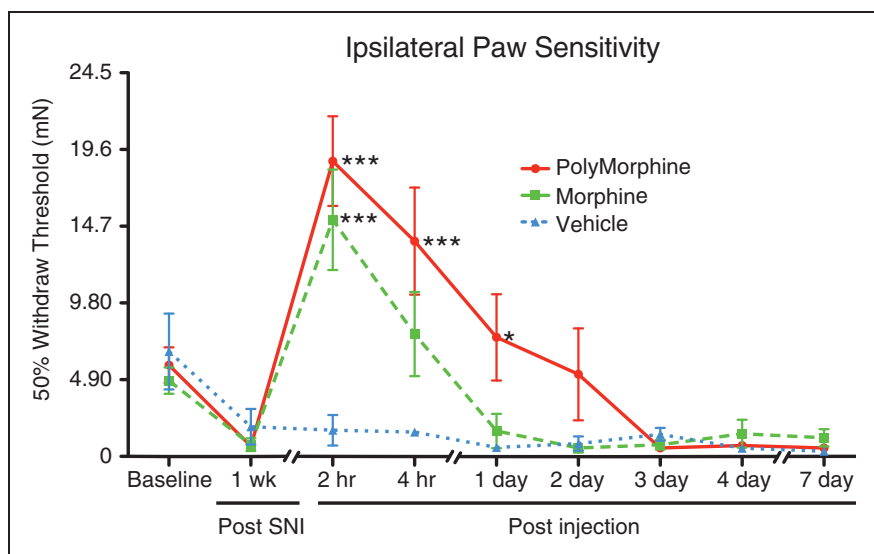 Ipsilateral Paw Sensitivity
50% Withdraw Threshold (mN)
24.5
19.6
14.7
9.80
4.90
0
***
***
***
*
PolyMorphine
Morphine
Vehicle
Baseline 1 wk 2 hr 4 hr 1 day 2 day 3 day 4 day 7 day
Post SNI Post injection